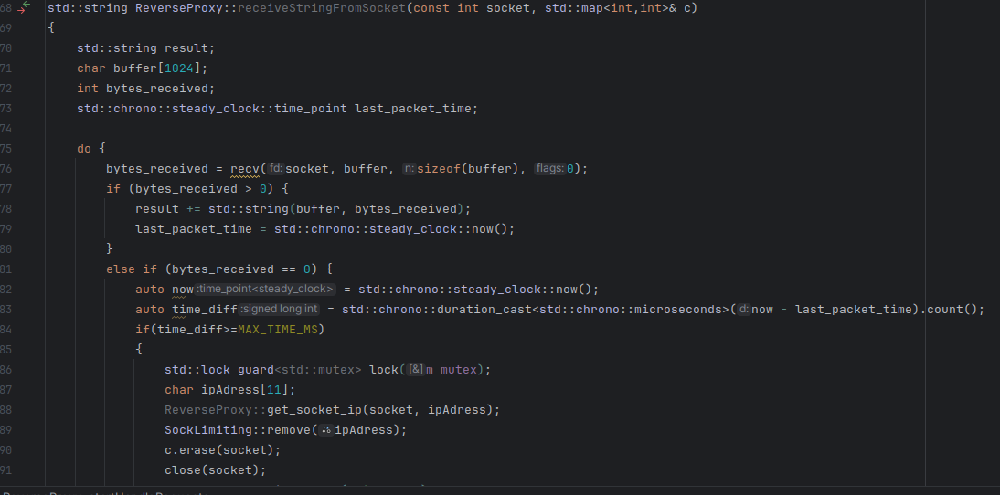 68 std::string ReverseProxy::receiveStringFromSocket(const int socket, std::map<int,int>& c)
69 {
70 std::string result;
71 char buffer[1024];
72 int bytes_received;
73 std::chrono::steady_clock::time_point last_packet_time;
74
75 do {
76 bytes_received = recv( fd: socket, buffer, n: sizeof(buffer), flags: 0);
77 if (bytes_received > 0) {
78 result += std::string(buffer, bytes_received);
79 last_packet_time = std::chrono::steady_clock::now();
80 }
81 else if (bytes_received == 0) {
82 auto now :time_point<steady_clock> = std::chrono::steady_clock::now();
83 auto time_diff :signed long int = std::chrono::duration_cast<std::chrono::microseconds>( d: now - last_packet_time).count();
84 if(time_diff>=MAX_TIME_MS)
85 {
86 std::lock_guard<std::mutex> lock( [&] m_mutex);
87 char ipAdress[11];
88 ReverseProxy::get_socket_ip(socket, ipAdress);
89 SockLimiting::remove( ipAdress);
90 c.erase(socket);
91 close(socket);